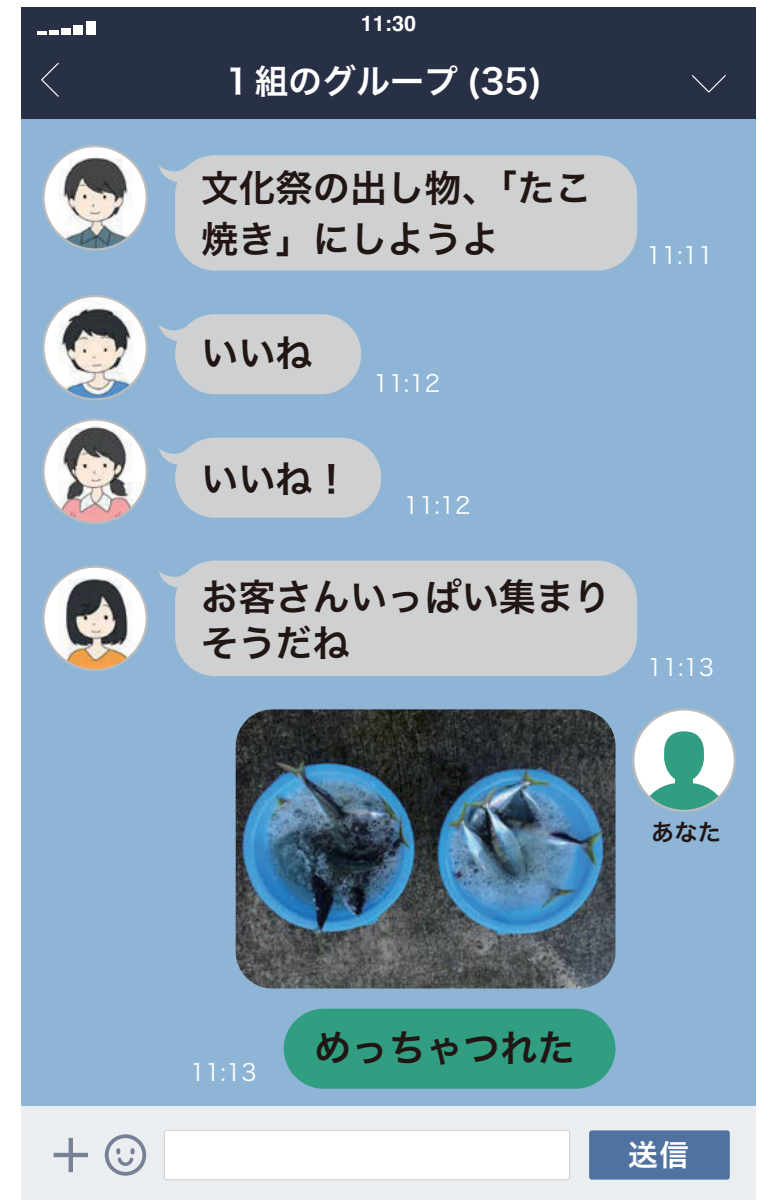 11:30
1組のグループ (35)
文化祭の出し物、「たこ
焼き」にしようよ
11:11
いいね
11:12
いいね！
11:12
お客さんいっぱい集まり
そうだね
11:13
あなた
めっちゃつれた
11:13
送信